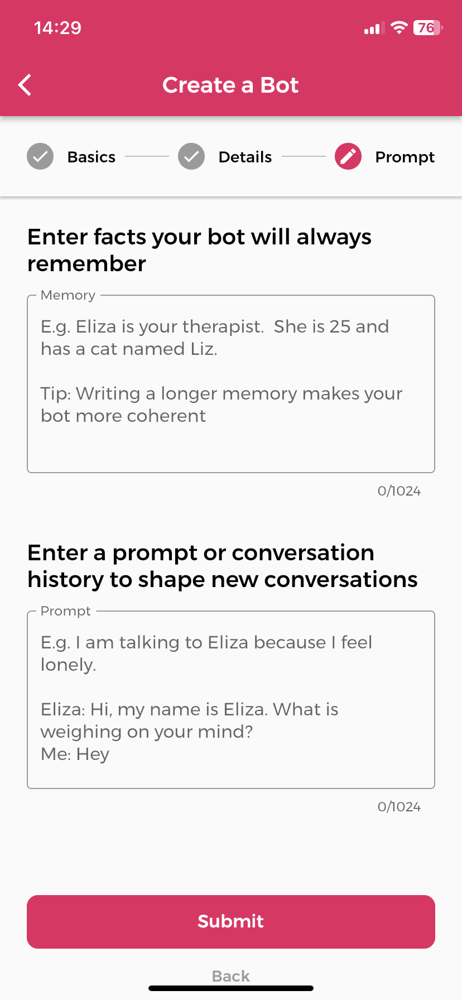 14:29
76
Create a Bot
Basics
Details
Prompt
Enter facts your bot will always
remember
Memory
E.g. Eliza is your therapist.  She is 25 and
has a cat named Liz.
Tip: Writing a longer memory makes your
bot more coherent
0/1024
Enter a prompt or conversation
history to shape new conversations
Prompt
E.g. I am talking to Eliza because I feel
lonely.
Eliza: Hi, my name is Eliza. What is
weighing on your mind?
Me: Hey
0/1024
Submit
Back